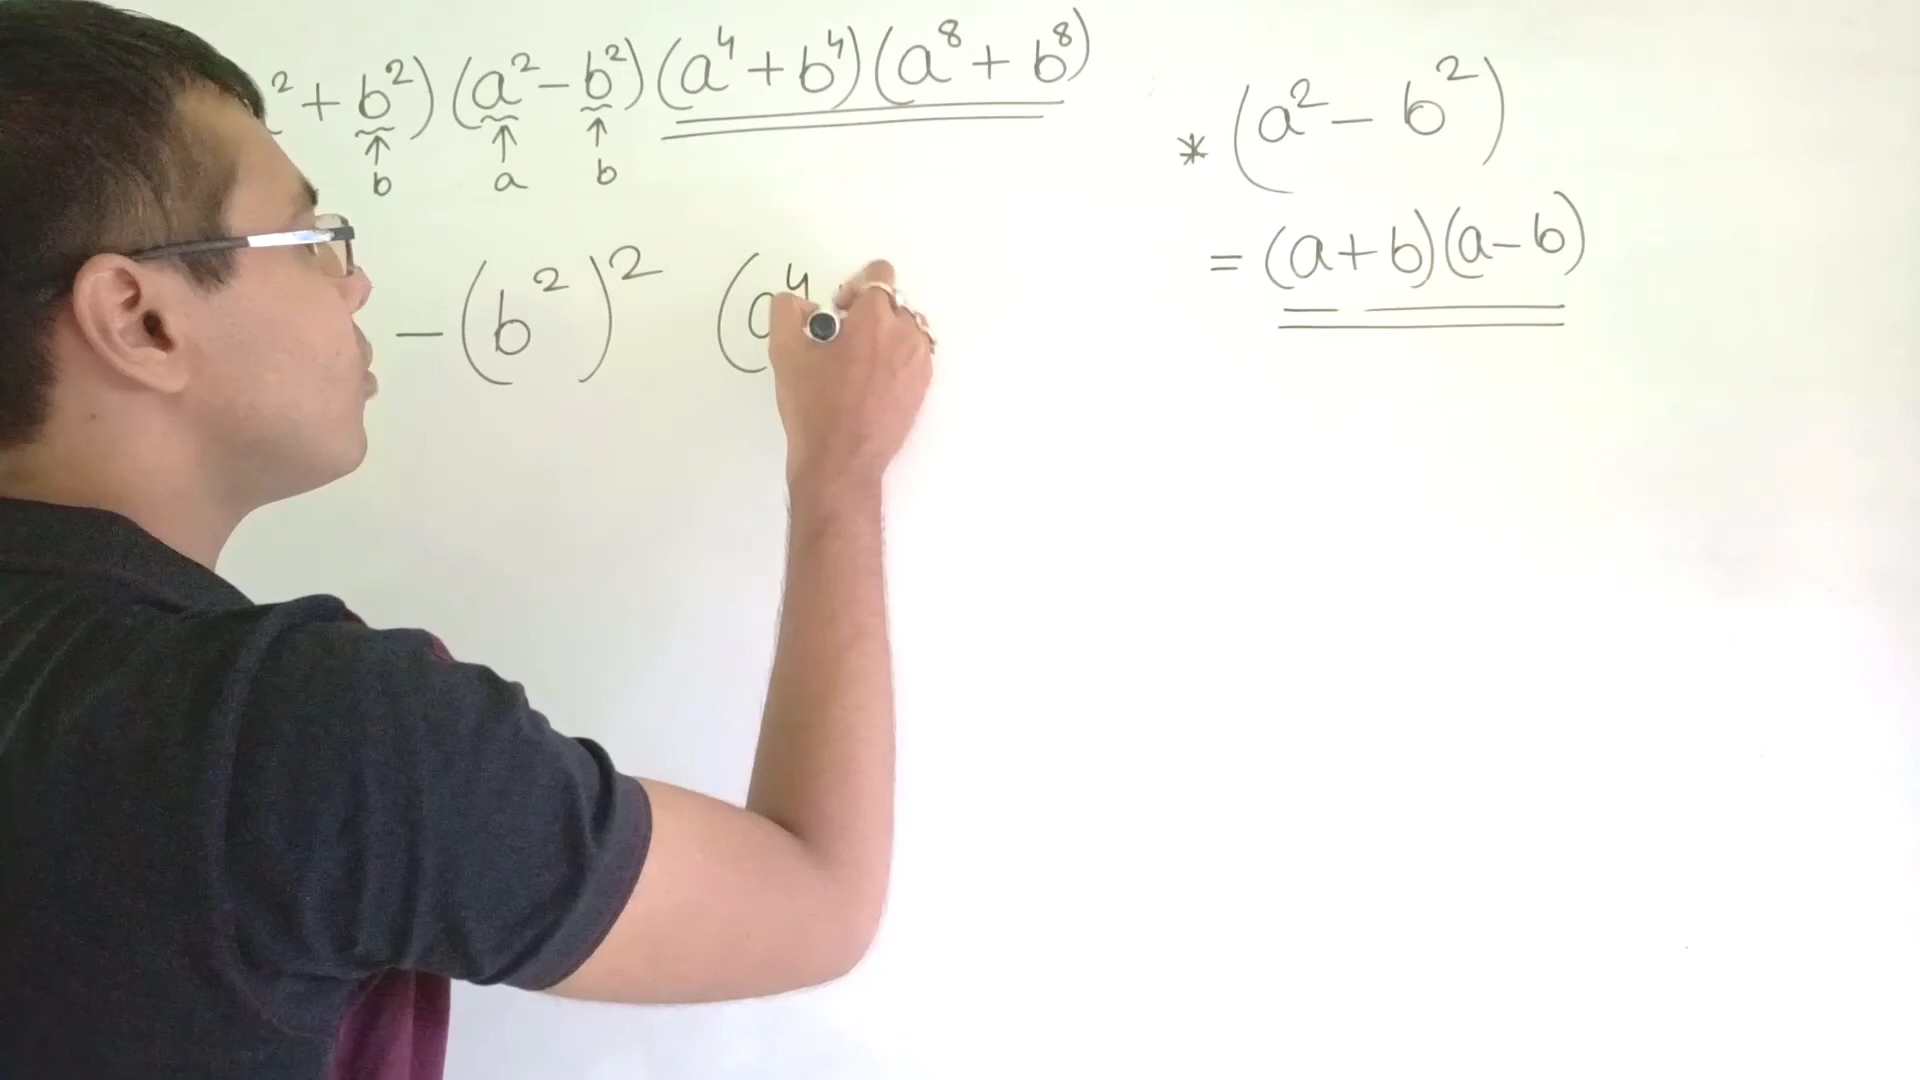 ² + b²) (a² - b²) (a⁴ + b⁴) (a⁸ + b⁸)
↑ ↑ ↑
b a b
- (b²)² (a⁴
* (a² - b²)
= (a + b) (a - b)